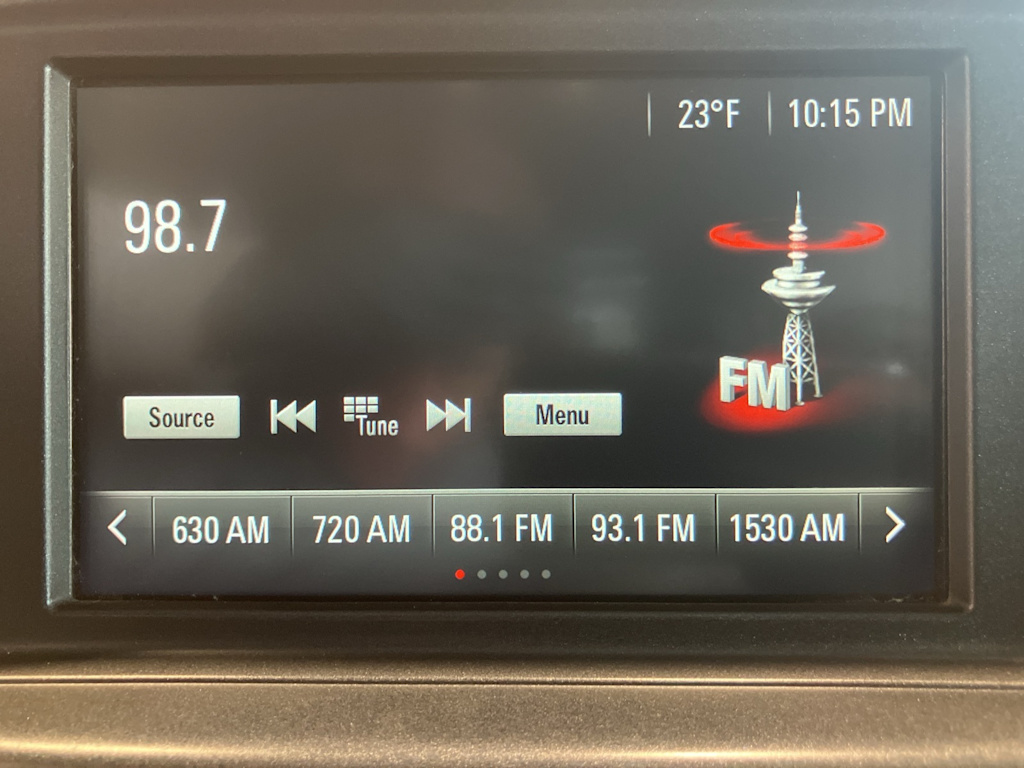 23°F 10:15 PM
98.7
FM
Source Tune Menu
630 AM 720 AM 88.1 FM 93.1 FM 1530 AM